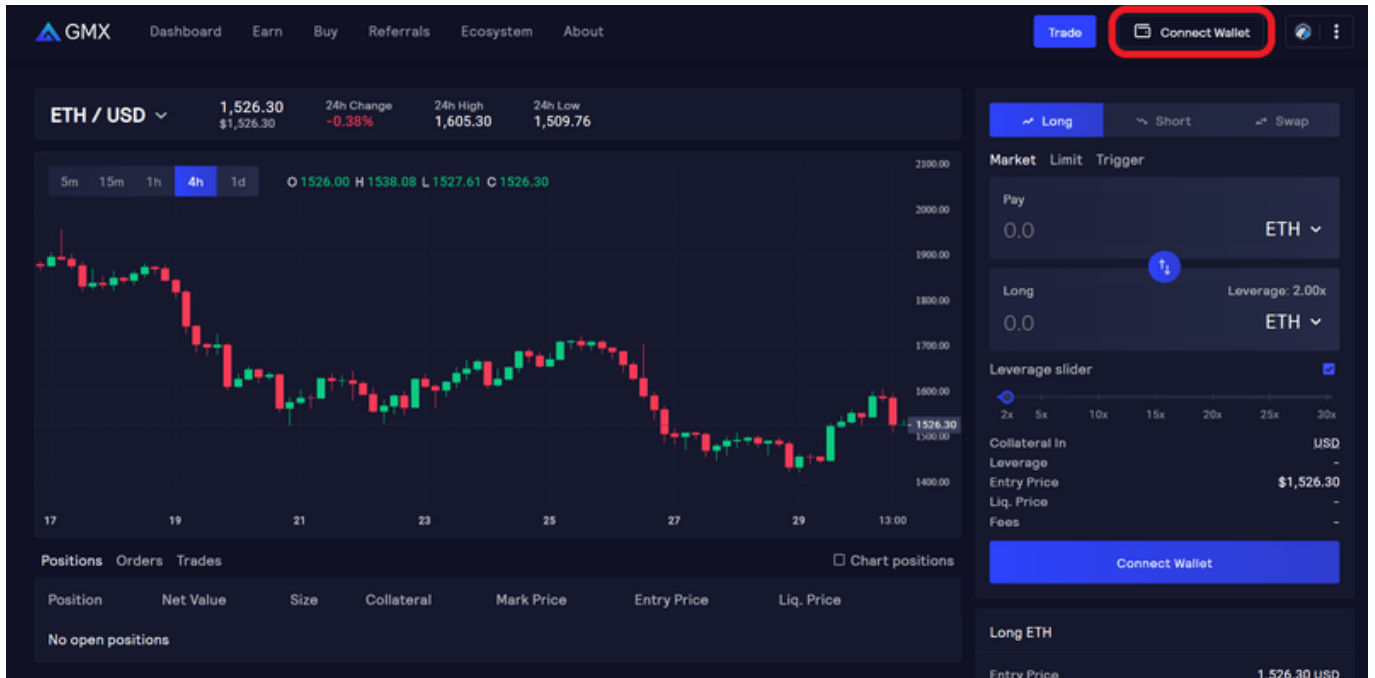 GMX Dashboard Earn Buy Referrals Ecosystem About Trade Connect Wallet
ETH / USD
1,526.30
$1,526.30
24h Change
-0.38%
24h High
1,605.30
24h Low
1,509.76
5m 15m 1h 4h 1d
O 1526.00 H 1538.08 L 1527.61 C 1526.30
2100.00
2000.00
1900.00
1800.00
1700.00
1600.00
1526.30
1500.00
1400.00
17 19 21 23 25 27 29 13:00
Positions Orders Trades Chart positions
Position Net Value Size Collateral Mark Price Entry Price Liq. Price
No open positions
Long Short Swap
Market Limit Trigger
Pay
0.0 ETH
Long Leverage: 2.00x
0.0 ETH
Leverage slider
2x 5x 10x 15x 20x 25x 30x
Collateral In USD
Leverage -
Entry Price $1,526.30
Liq. Price -
Fees -
Connect Wallet
Long ETH
Entry Price 1,526.30 USD